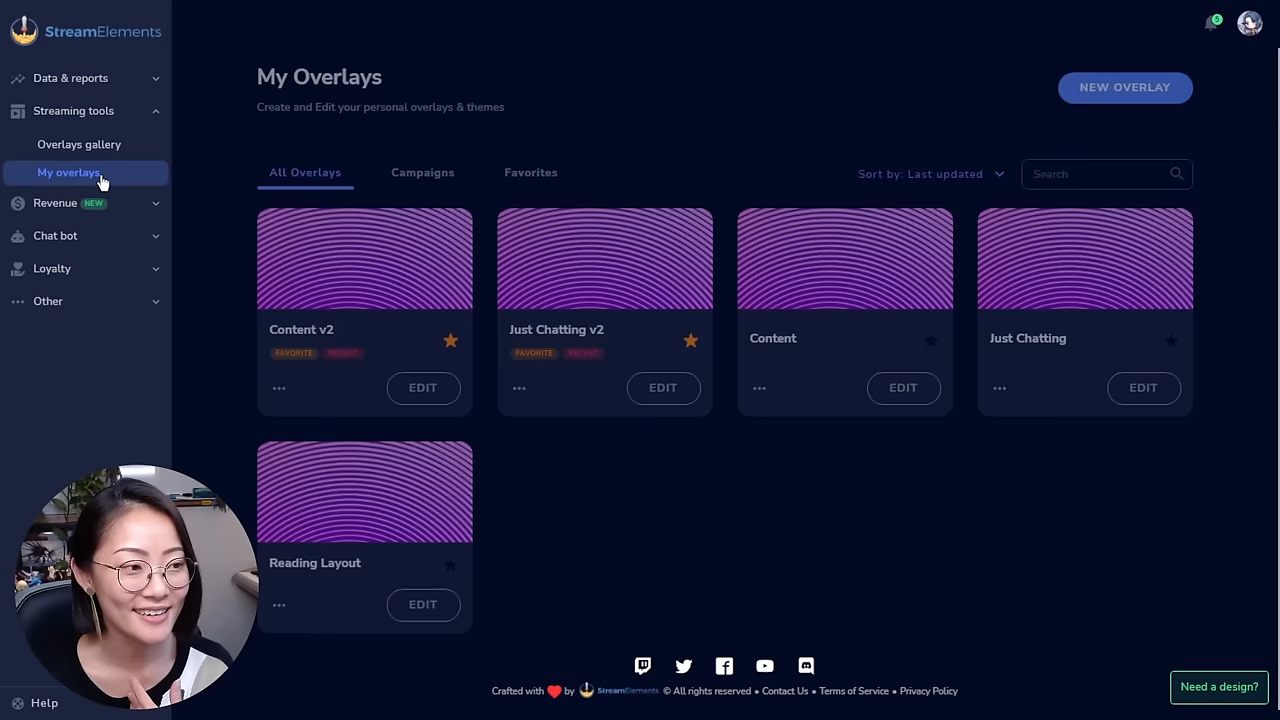 StreamElements
5
Data & reports
Streaming tools
Overlays gallery
My overlays
Revenue NEW
Chat bot
Loyalty
Other
Help
My Overlays
Create and Edit your personal overlays & themes
NEW OVERLAY
All Overlays Campaigns Favorites Sort by: Last updated Search
Content v2
FAVORITE RECENT
EDIT
Just Chatting v2
FAVORITE RECENT
EDIT
Content
EDIT
Just Chatting
EDIT
Reading Layout
EDIT
Crafted with by StreamElements © All rights reserved • Contact Us • Terms of Service • Privacy Policy
Need a design?